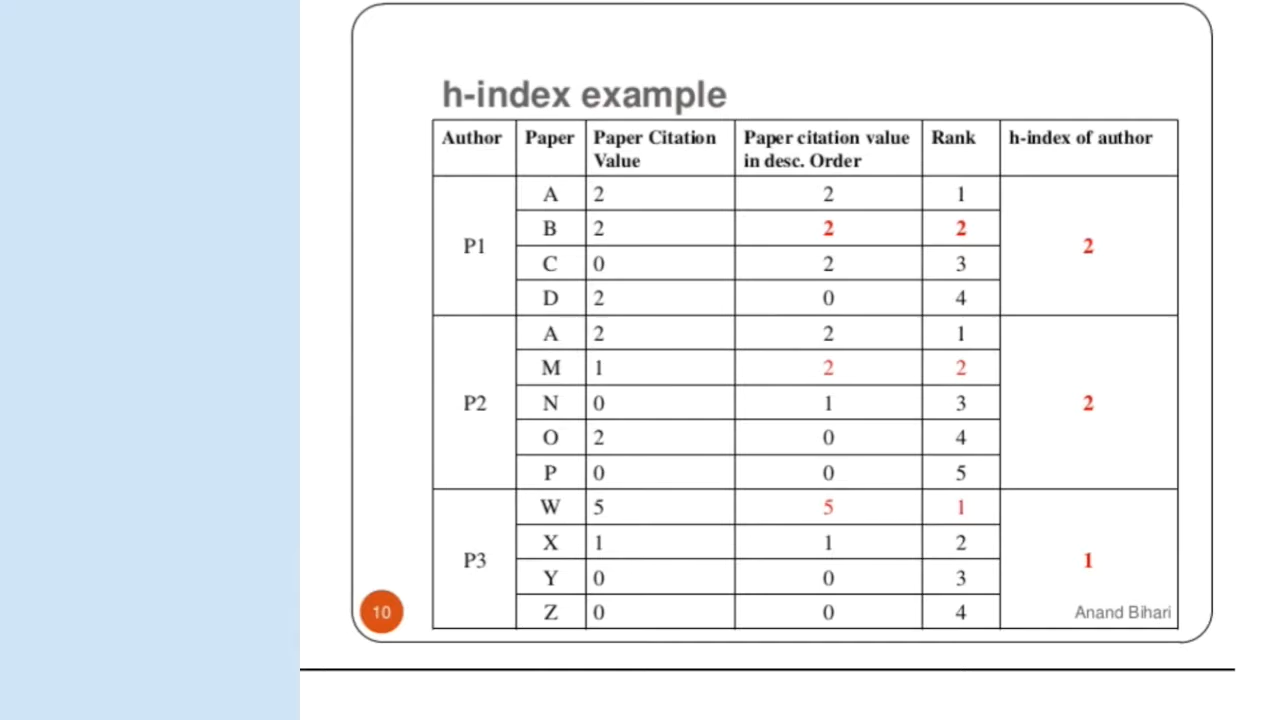 h-index example
Author Paper Paper Citation Value Paper citation value in desc. Order Rank h-index of author
P1 A 2 2 1 2
B 2 2 2
C 0 2 3
D 2 0 4
P2 A 2 2 1 2
M 1 2 2
N 0 1 3
O 2 0 4
P 0 0 5
P3 W 5 5 1 1
X 1 1 2
Y 0 0 3
Z 0 0 4
10
Anand Bihari